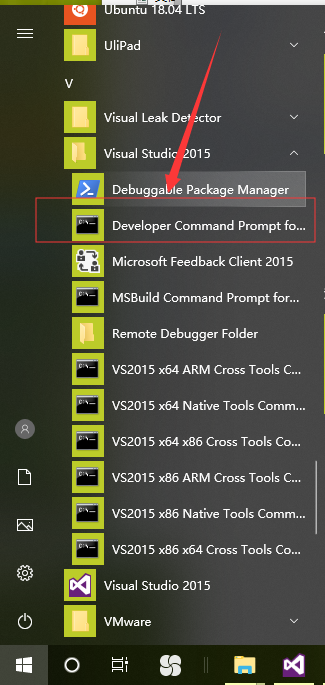 Ubuntu 18.04 LTS
UliPad
V
Visual Leak Detector
Visual Studio 2015
Debuggable Package Manager
Developer Command Prompt fo...
Microsoft Feedback Client 2015
MSBuild Command Prompt for...
Remote Debugger Folder
VS2015 x64 ARM Cross Tools C...
VS2015 x64 Native Tools Comm...
VS2015 x64 x86 Cross Tools Co...
VS2015 x86 ARM Cross Tools C...
VS2015 x86 Native Tools Comm...
VS2015 x86 x64 Cross Tools Co...
Visual Studio 2015
VMware